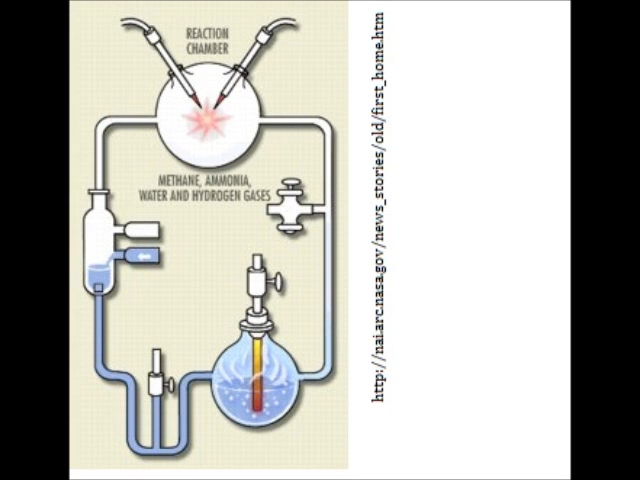 REACTION
CHAMBER
METHANE, AMMONIA,
WATER AND HYDROGEN GASES
http://nai.arc.nasa.gov/news_stories/old/first_home.htm